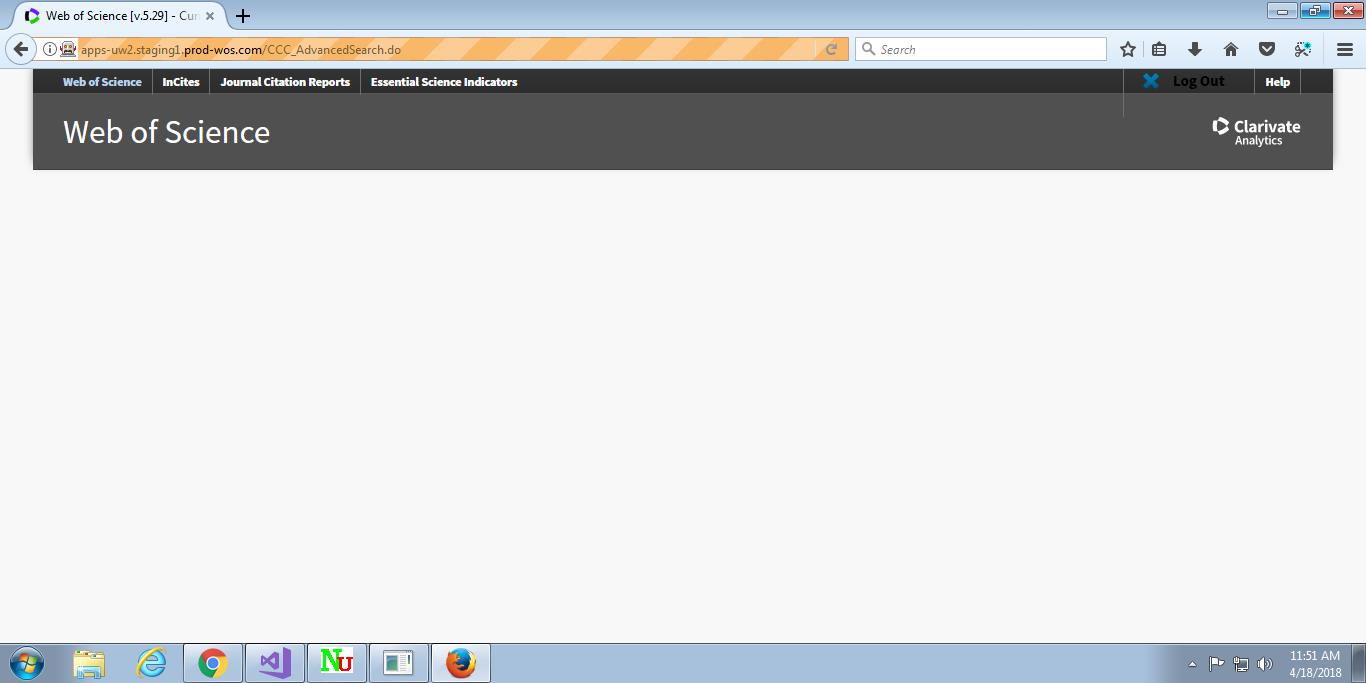 Web of Science [v.5.29] - Cur
apps-uw2.staging1.prod-wos.com/CCC_AdvancedSearch.do
Search
Web of Science
InCites
Journal Citation Reports
Essential Science Indicators
Log Out
Help
Web of Science
Clarivate
Analytics
NU
11:51 AM
4/18/2018